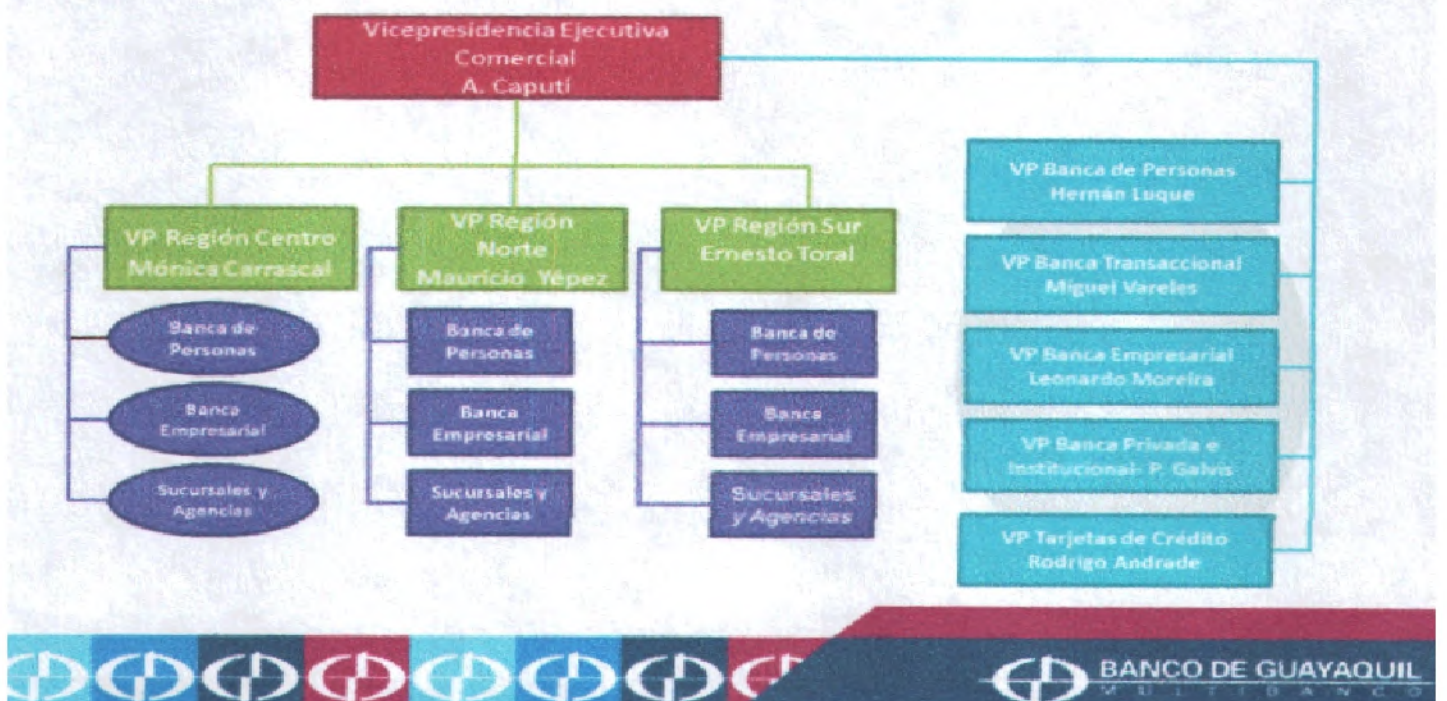 Vicepresidencia Ejecutiva
Comercial
A. Caputi
VP Región Centro
Mónica Carrascal
Banca de
Personas
Banca
Empresarial
Sucursales y
Agencias
VP Región
Norte
Mauricio Yépez
Banca de
Personas
Banca
Empresarial
Sucursales y
Agencias
VP Región Sur
Ernesto Toral
Banca de
Personas
Banca
Empresarial
Sucursales
y Agencias
VP Banca de Personas
Hernán Luque
VP Banca Transaccional
Miguel Vareles
VP Banca Empresarial
Leonardo Moreira
VP Banca Privada e
Institucional- P. Galvis
VP Tarjetas de Crédito
Rodrigo Andrade
BANCO DE GUAYAQUIL
MULTIBANCO